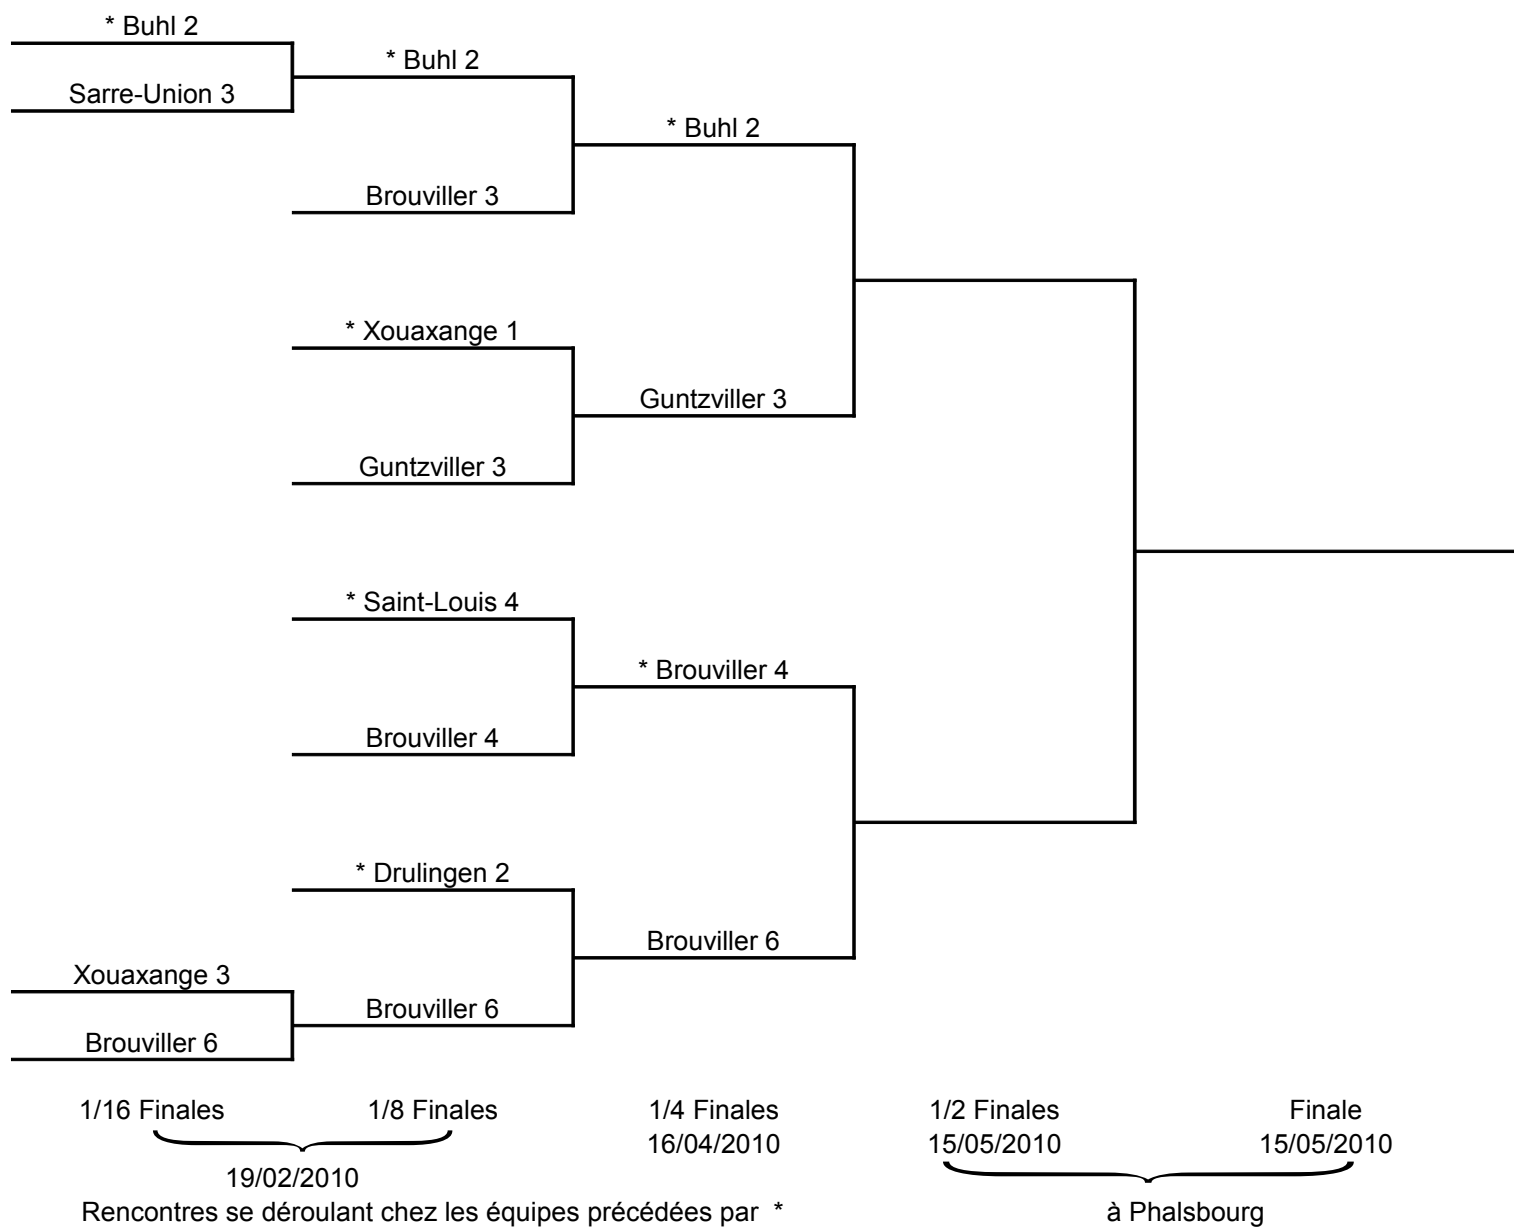 * Buhl 2
* Buhl 2
Sarre-Union 3
* Buhl 2
Brouviller 3
* Xouaxange 1
Guntzviller 3
Guntzviller 3
* Saint-Louis 4
* Brouviller 4
Brouviller 4
* Drulingen 2
Brouviller 6
Xouaxange 3
Brouviller 6
Brouviller 6
1/16 Finales 1/8 Finales 1/4 Finales 1/2 Finales Finale
16/04/2010 15/05/2010 15/05/2010
19/02/2010
Rencontres se déroulant chez les équipes précédées par * à Phalsbourg